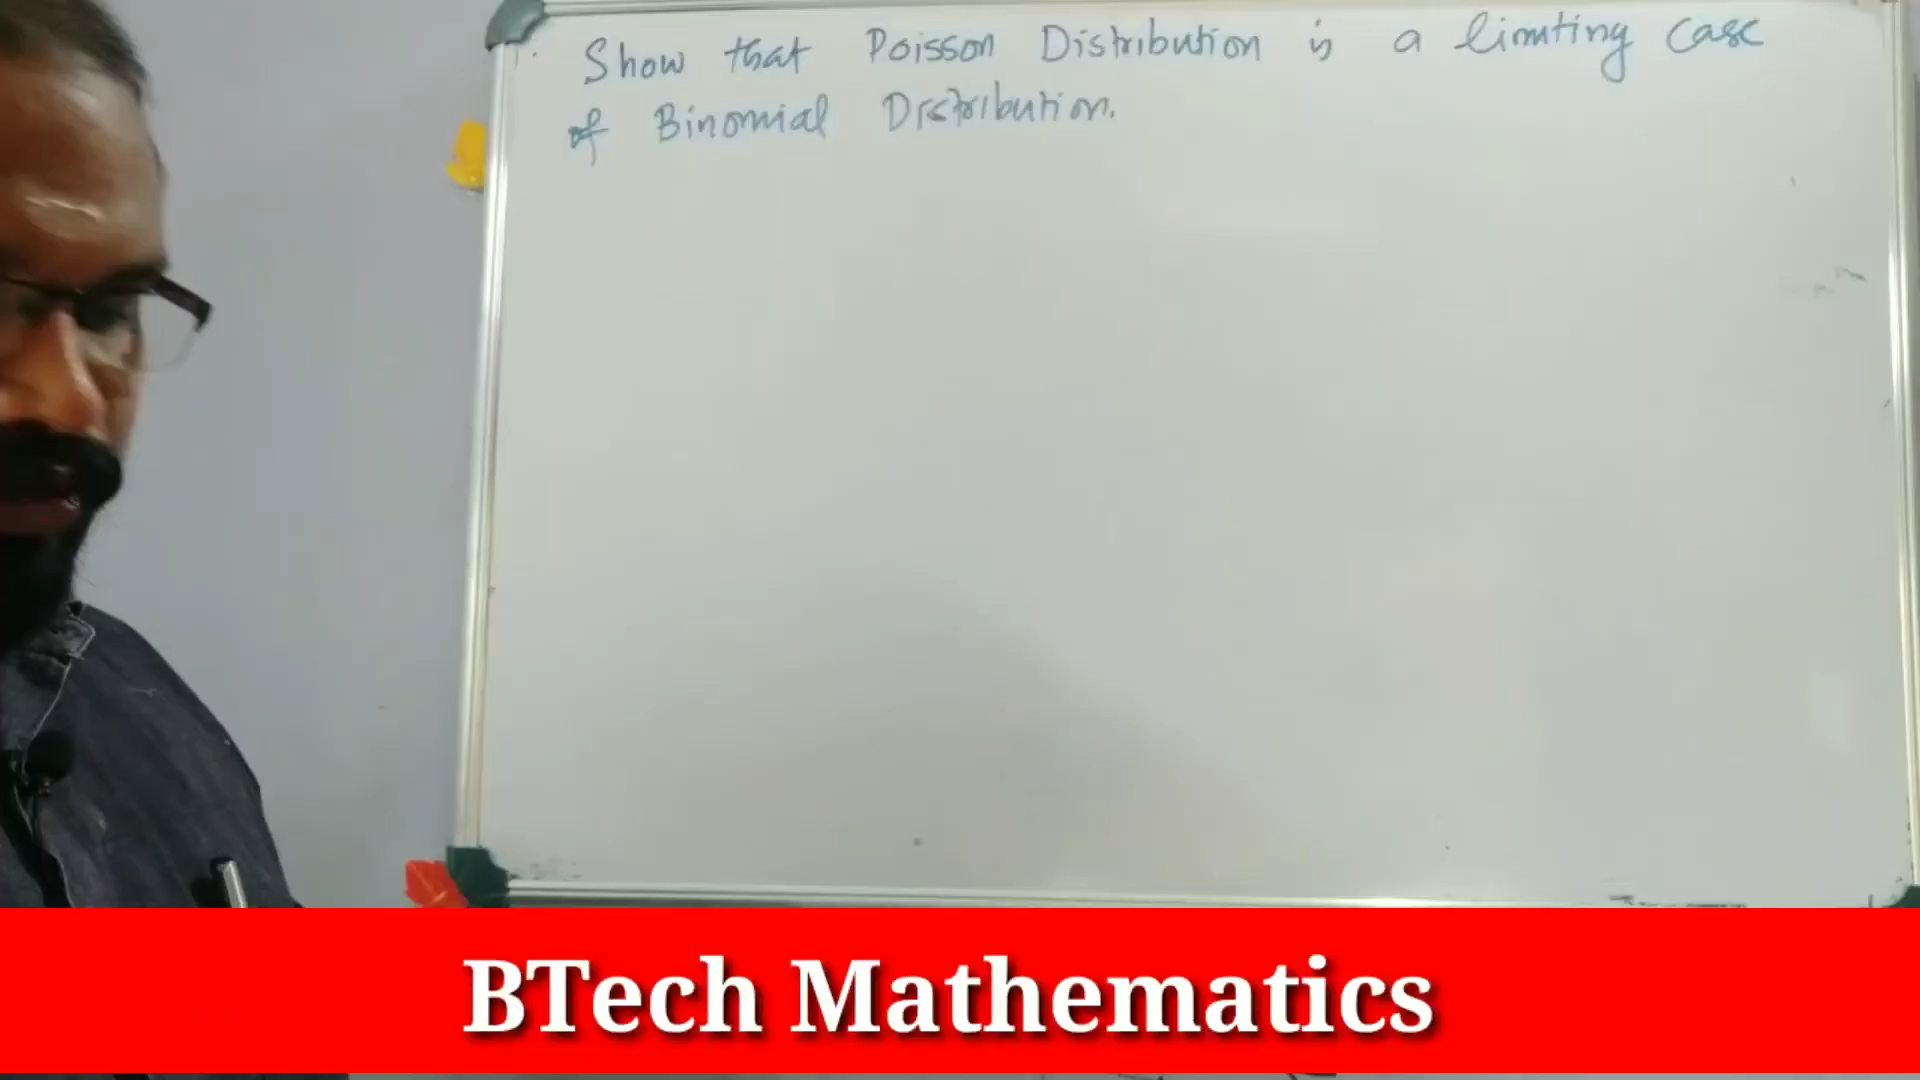 Show that Poisson Distribution is a limiting case
of Binomial Distribution.
BTech Mathematics